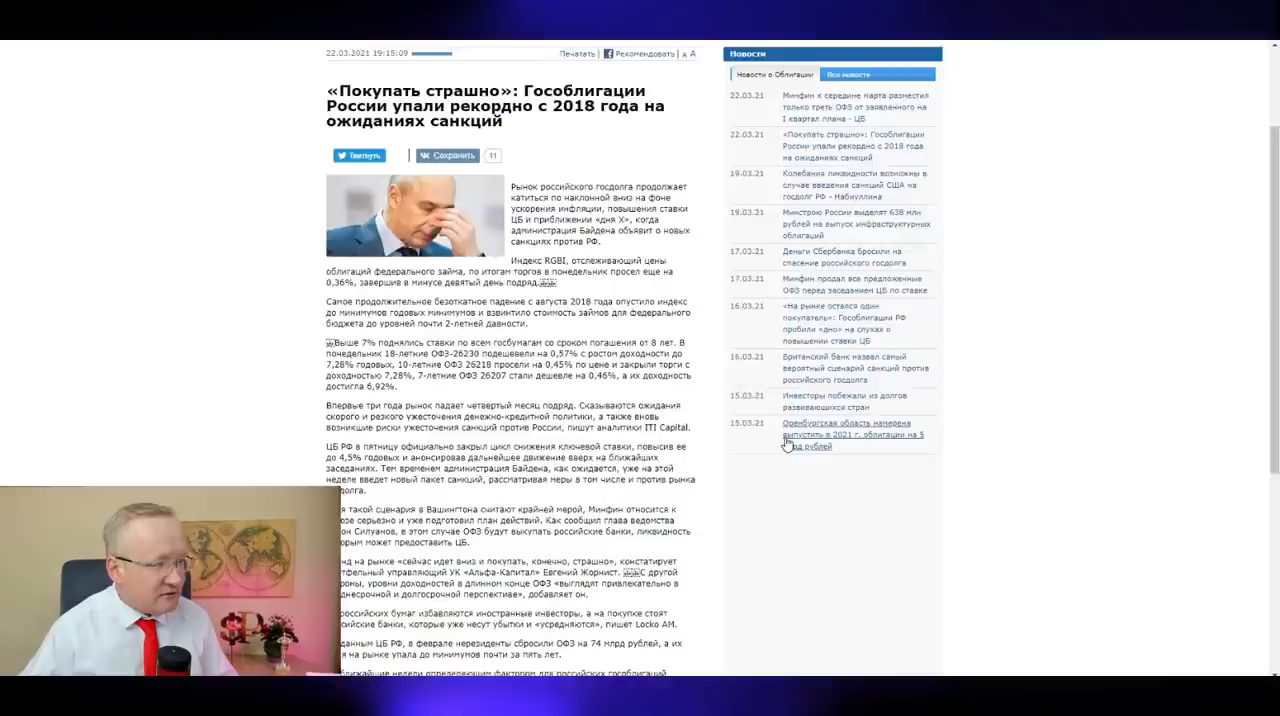 22.03.2021 19:15:09
Печатать | Рекомендовать | А А
«Покупать страшно»: Гособлигации
России упали рекордно с 2018 года на
ожиданиях санкций
Твитнуть
Сохранить 11
Рынок российского госдолга продолжает
катиться по наклонной вниз на фоне
ускорения инфляции, повышения ставки
ЦБ и приближении «дня X», когда
администрация Байдена объявит о новых
санкциях против РФ.
Индекс RGBI, отслеживающий цены
облигаций федерального займа, по итогам торгов в понедельник просел еще на
0,36%, завершив в минусе девятый день подряд.
Самое продолжительное безоткатное падение с августа 2018 года опустило индекс
до минимумов годовых минимумов и взвинтило стоимость займов для федерального
бюджета до уровней почти 2-летней давности.
Выше 7% поднялись ставки по всем госбумагам со сроком погашения от 8 лет. В
понедельник 18-летние ОФЗ-26230 подешевели на 0,57% с ростом доходности до
7,28% годовых, 10-летние ОФЗ 26218 просели на 0,45% по цене и закрыли торги с
доходностью 7,28%, 7-летние ОФЗ 26207 стали дешевле на 0,46%, а их доходность
достигла 6,92%.
Впервые три года рынок падает четвертый месяц подряд. Сказываются ожидания
скорого и резкого ужесточения денежно-кредитной политики, а также вновь
возникшие риски ужесточения санкций против России, пишут аналитики ITI Capital.
ЦБ РФ в пятницу официально закрыл цикл снижения ключевой ставки, повысив ее
до 4,5% годовых и анонсировав дальнейшее движение вверх на ближайших
заседаниях. Тем временем администрация Байдена, как ожидается, уже на этой
неделе введет новый пакет санкций, рассматривая меры в том числе и против рынка
долга.
я такой сценария в Вашингтона считают крайней мерой, Минфин относится к
озе серьезно и уже подготовил план действий. Как сообщил глава ведомства
он Силуанов, в этом случае ОФЗ будут выкупать российские банки, ликвидность
орым может предоставить ЦБ.
нд на рынке «сейчас идет вниз и покупать, конечно, страшно», констатирует
тфельный управляющий УК «Альфа-Капитал» Евгений Жорнист. С другой
роны, уровни доходностей в длинном конце ОФЗ «выглядят привлекательно в
днесрочной и долгосрочной перспективе», добавляет он.
российских бумаг избавляются иностранные инвесторы, а на покупке стоят
сийские банки, которые уже несут убытки и «усредняются», пишет Locko AM.
данным ЦБ РФ, в феврале нерезиденты сбросили ОФЗ на 74 млрд рублей, а их
я на рынке упала до минимумов почти за пять лет.
ближайшие недели определяющим фактором для российских гособлигаций
Новости
Новости о Облигации Все новости
22.03.21 Минфин к середине марта разместил
только треть ОФЗ от заявленного на
I квартал плана - ЦБ
22.03.21 «Покупать страшно»: Гособлигации
России упали рекордно с 2018 года
на ожиданиях санкций
19.03.21 Колебания ликвидности возможны в
случае введения санкций США на
госдолг РФ - Набиуллина
19.03.21 Минстрою России выделят 638 млн
рублей на выпуск инфраструктурных
облигаций
17.03.21 Деньги Сбербанка бросили на
спасение российского госдолга
17.03.21 Минфин продал все предложенные
ОФЗ перед заседанием ЦБ по ставке
16.03.21 «На рынке остался один
покупатель»: Гособлигации РФ
пробили «дно» на слухах о
повышении ставки ЦБ
16.03.21 Британский банк назвал самый
вероятный сценарий санкций против
российского госдолга
15.03.21 Инвесторы побежали из долгов
развивающихся стран
15.03.21 Оренбургская область намерена
выпустить в 2021 г. облигации на 5
рд рублей